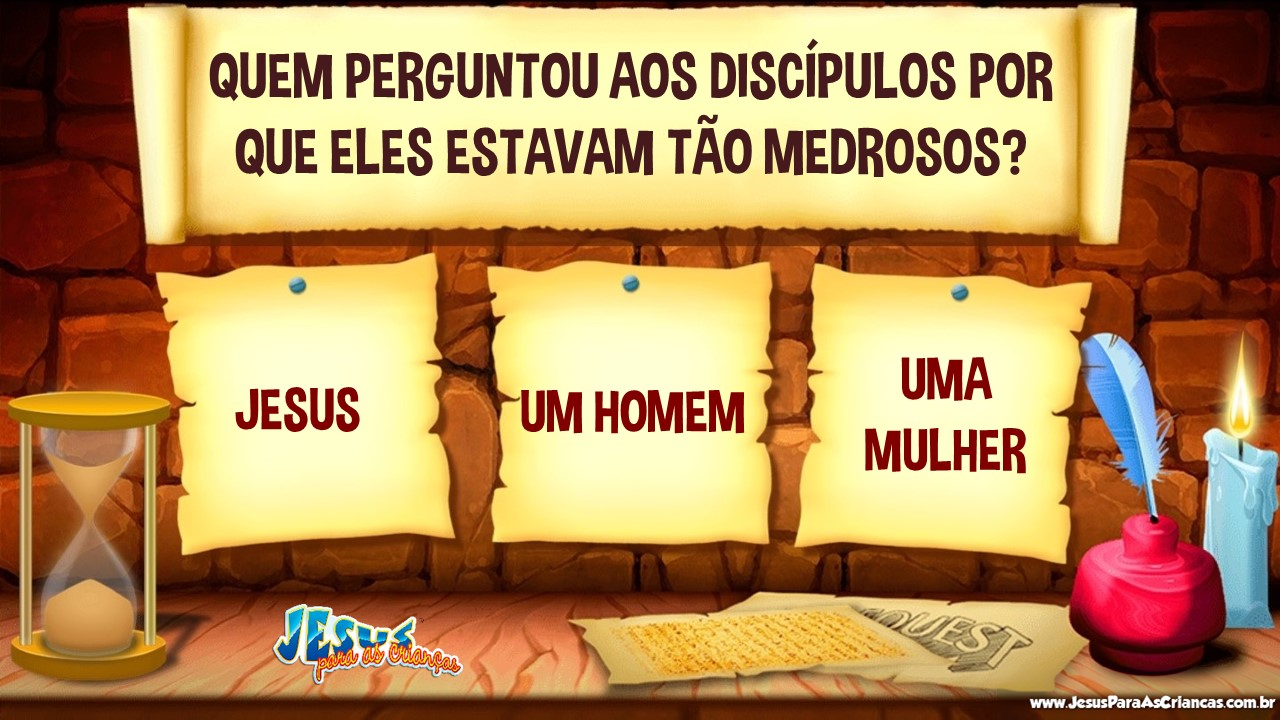 QUEM PERGUNTOU AOS DISCÍPULOS POR
QUE ELES ESTAVAM TÃO MEDROSOS?
JESUS
UM HOMEM
UMA
MULHER
JESUS
para as crianças
QUEST
www.JesusParaAsCriancas.com.br